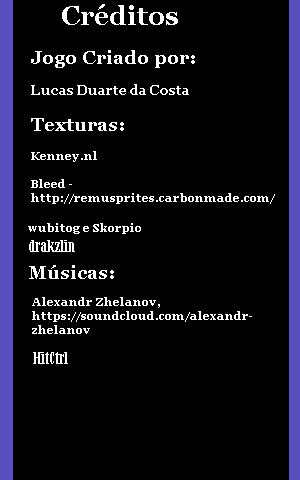 Créditos
Jogo Criado por:
Lucas Duarte da Costa
Texturas:
Kenney.nl
Bleed -
http://remusprites.carbonmade.com/
wubitog e Skorpio
drakzlin
Músicas:
Alexandr Zhelanov,
https://soundcloud.com/alexandr-
zhelanov
HitCtrl